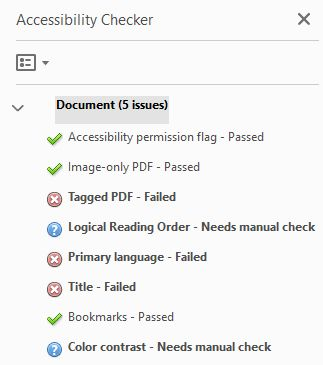 Accessibility Checker
Document (5 issues)
Accessibility permission flag - Passed
Image-only PDF - Passed
Tagged PDF - Failed
Logical Reading Order - Needs manual check
Primary language - Failed
Title - Failed
Bookmarks - Passed
Color contrast - Needs manual check